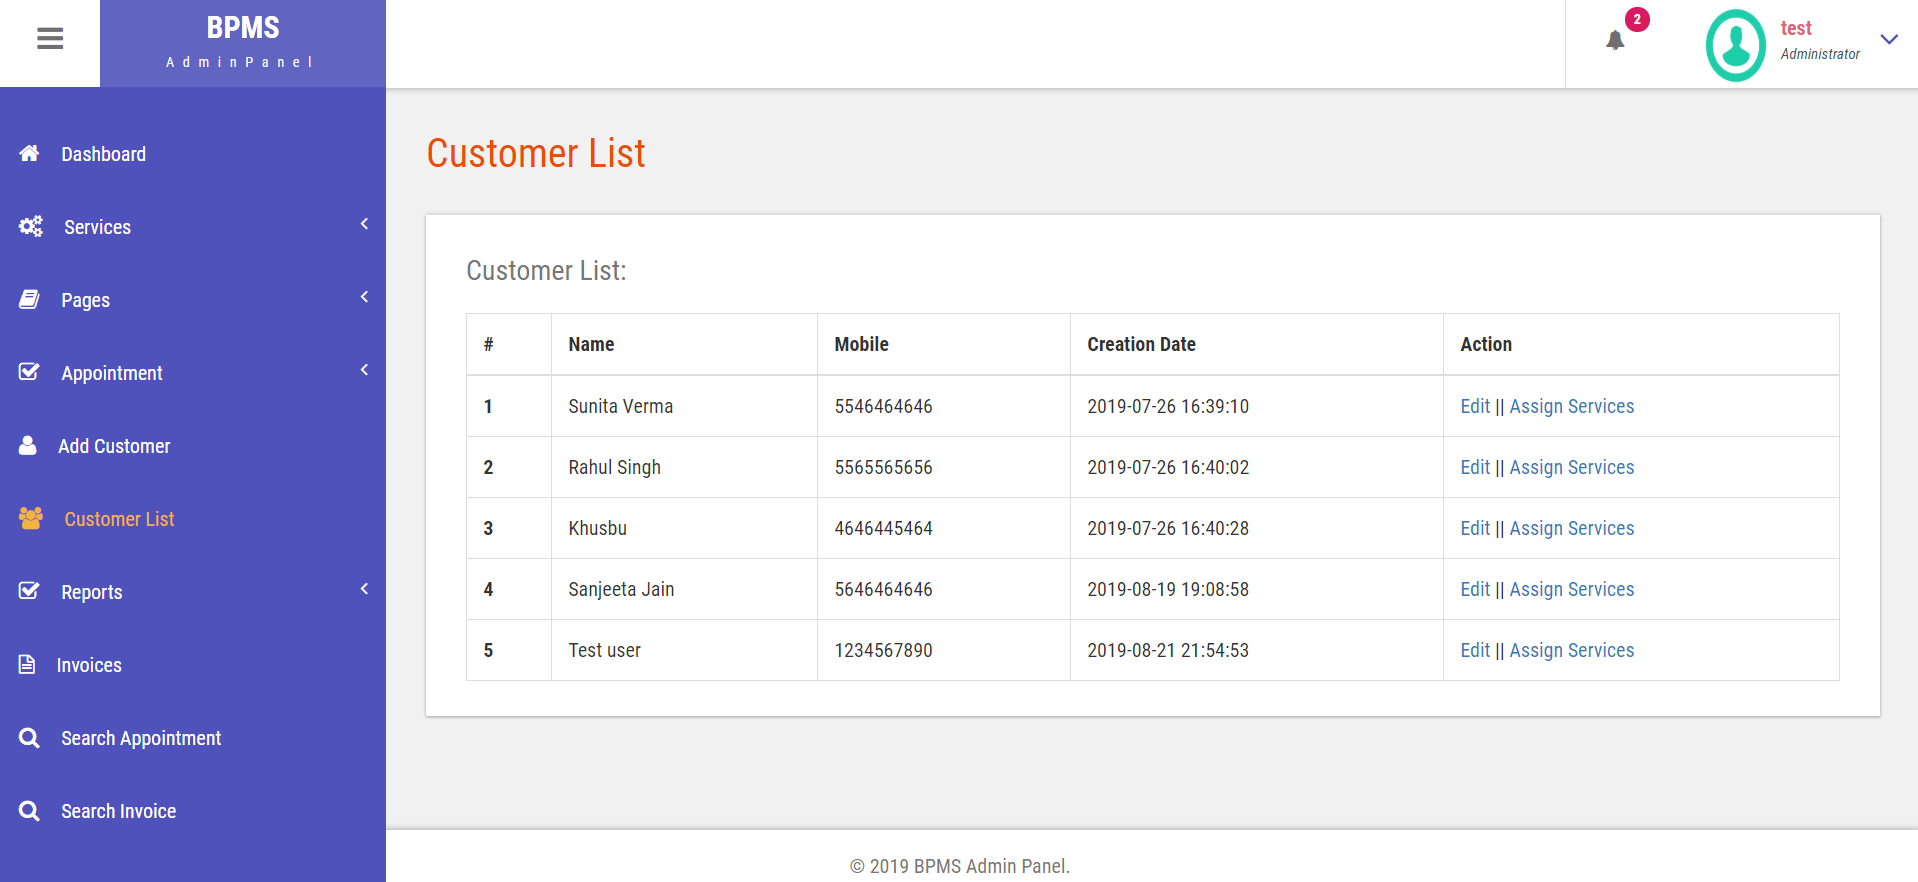 BPMS
AdminPanel
2
test
Administrator
Dashboard
Services
Pages
Appointment
Add Customer
Customer List
Reports
Invoices
Search Appointment
Search Invoice
Customer List
Customer List:
# Name Mobile Creation Date Action
1 Sunita Verma 5546464646 2019-07-26 16:39:10 Edit || Assign Services
2 Rahul Singh 5565565656 2019-07-26 16:40:02 Edit || Assign Services
3 Khusbu 4646445464 2019-07-26 16:40:28 Edit || Assign Services
4 Sanjeeta Jain 5646464646 2019-08-19 19:08:58 Edit || Assign Services
5 Test user 1234567890 2019-08-21 21:54:53 Edit || Assign Services
© 2019 BPMS Admin Panel.